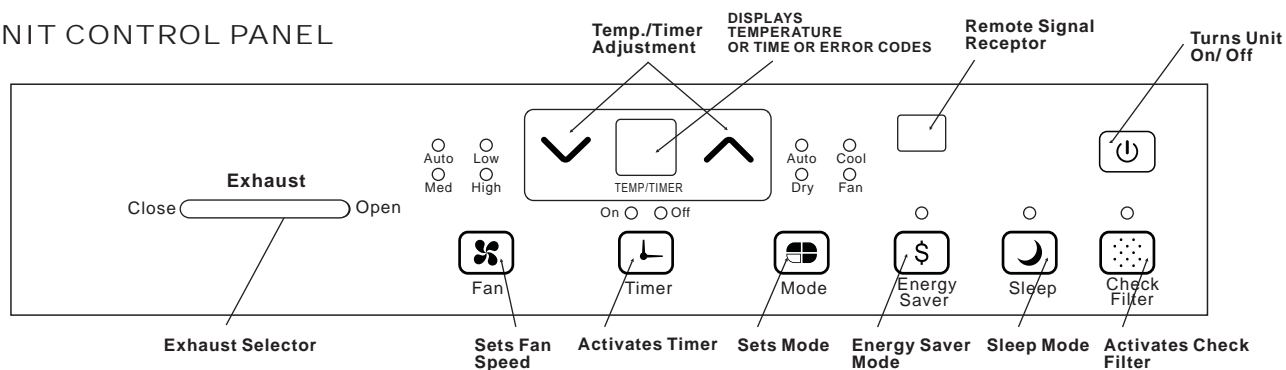 NIT CONTROL PANEL
Temp./Timer
Adjustment
DISPLAYS
TEMPERATURE
OR TIME OR ERROR CODES
Remote Signal
Receptor
Turns Unit
On/ Off
Auto Low
Med High
TEMP/TIMER
Auto Cool
Dry Fan
Exhaust
Close Open
On Off
$
Fan
Timer
Mode
Energy
Saver
Sleep
Check
Filter
Exhaust Selector
Sets Fan
Speed
Activates Timer
Sets Mode
Energy Saver
Mode
Sleep Mode
Activates Check
Filter